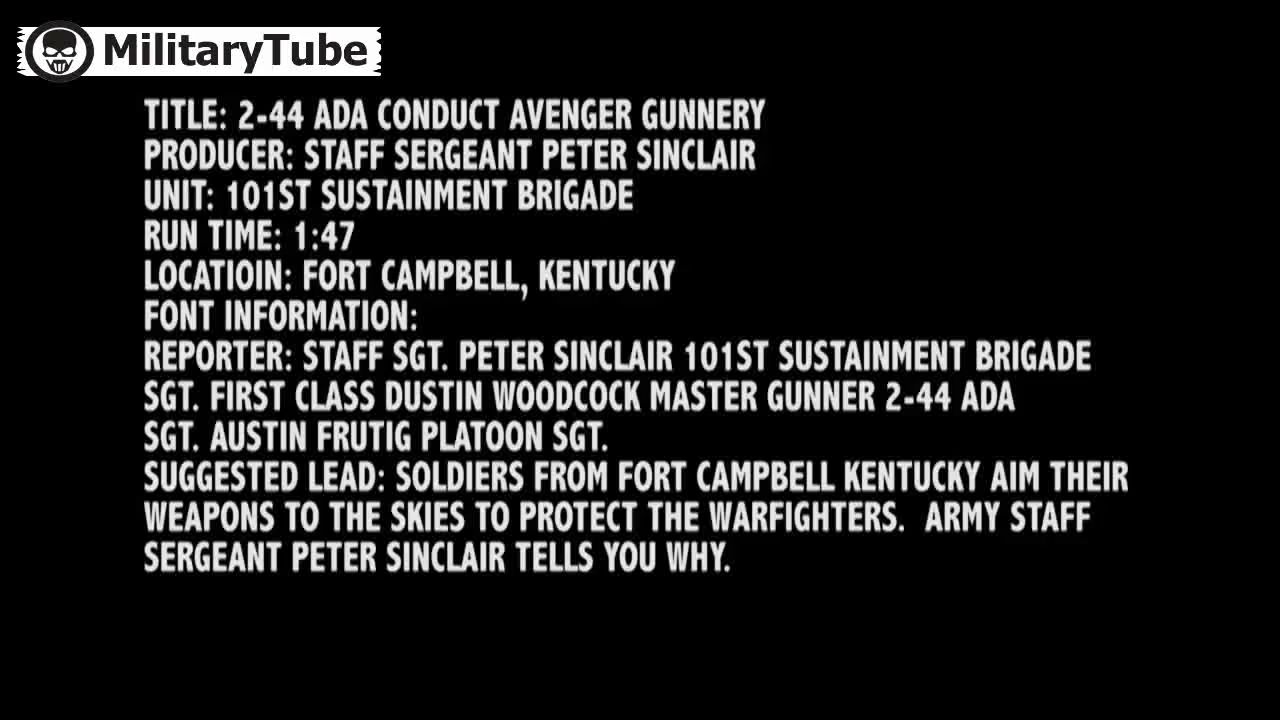 MilitaryTube
TITLE: 2-44 ADA CONDUCT AVENGER GUNNERY
PRODUCER: STAFF SERGEANT PETER SINCLAIR
UNIT: 101ST SUSTAINMENT BRIGADE
RUN TIME: 1:47
LOCATIOIN: FORT CAMPBELL, KENTUCKY
FONT INFORMATION:
REPORTER: STAFF SGT. PETER SINCLAIR 101ST SUSTAINMENT BRIGADE
SGT. FIRST CLASS DUSTIN WOODCOCK MASTER GUNNER 2-44 ADA
SGT. AUSTIN FRUTIG PLATOON SGT.
SUGGESTED LEAD: SOLDIERS FROM FORT CAMPBELL KENTUCKY AIM THEIR
WEAPONS TO THE SKIES TO PROTECT THE WARFIGHTERS.  ARMY STAFF
SERGEANT PETER SINCLAIR TELLS YOU WHY.